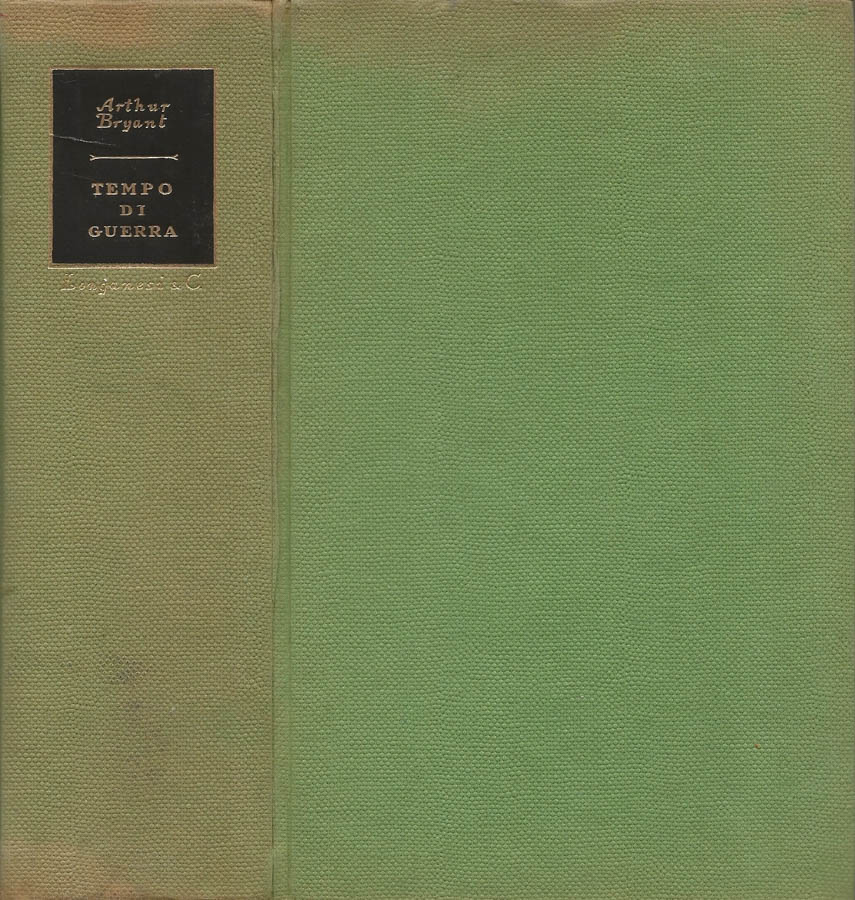 Arthur
Bryant
TEMPO
DI
GUERRA
Longanesi & C.